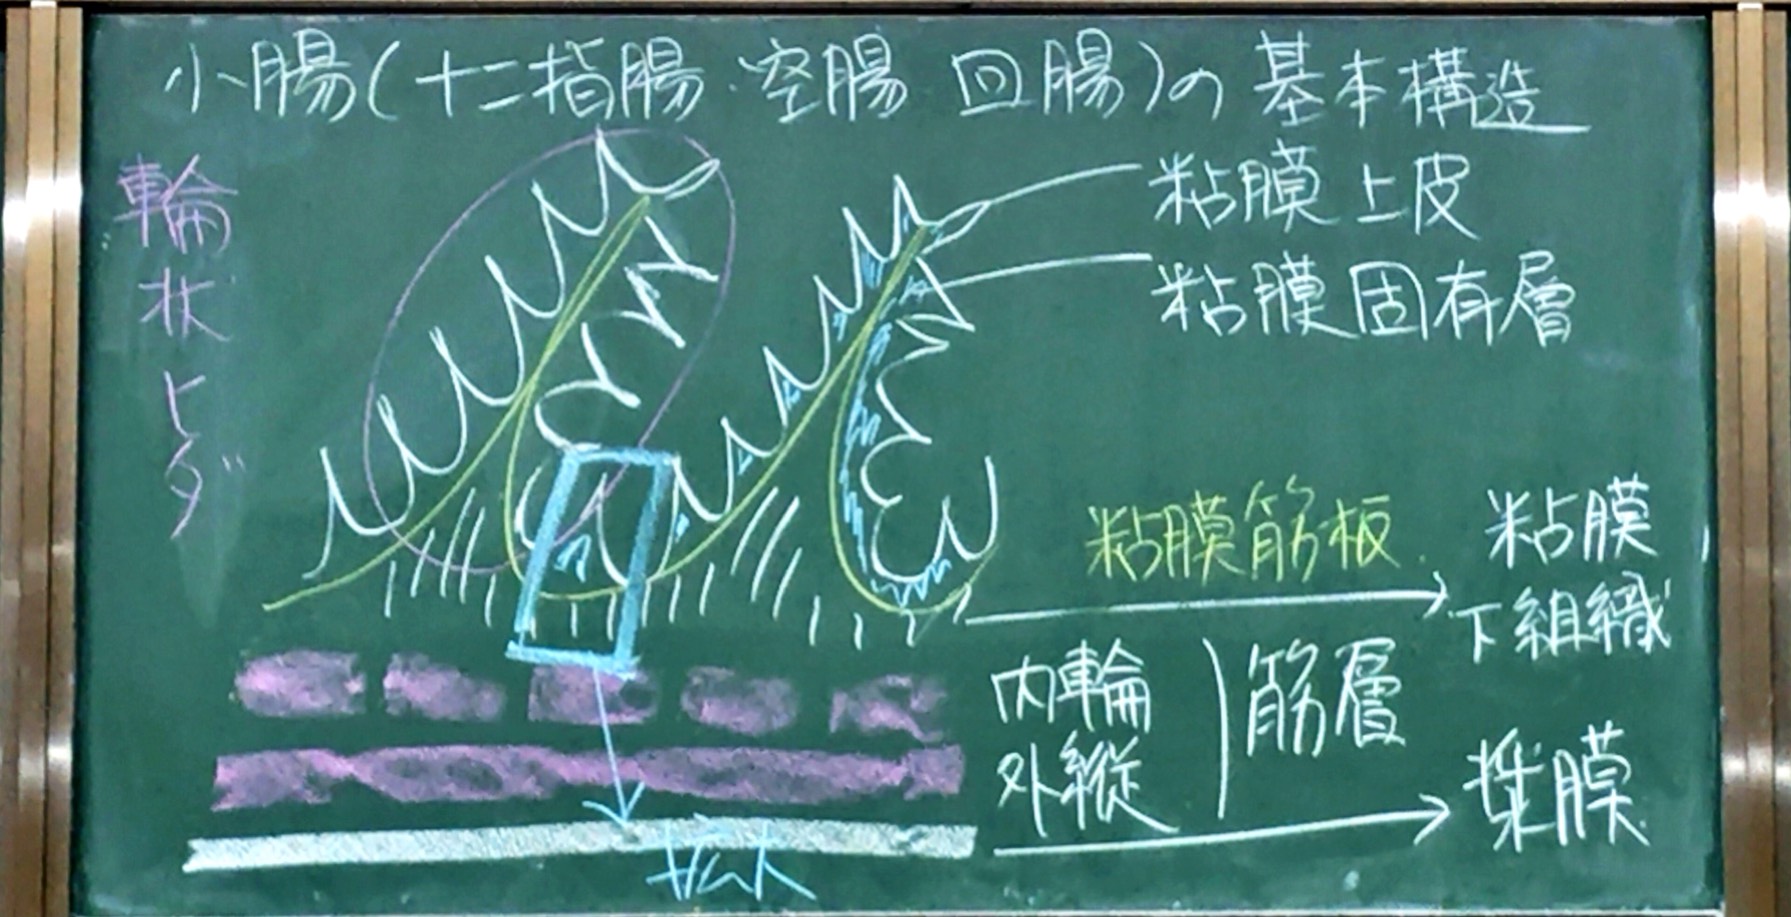 小腸(十二指腸・空腸 回腸)の基本構造
輪状ヒダ
粘膜上皮
粘膜固有層
粘膜筋板
粘膜
下組織
内輪
外縦
筋層
漿膜
拡大